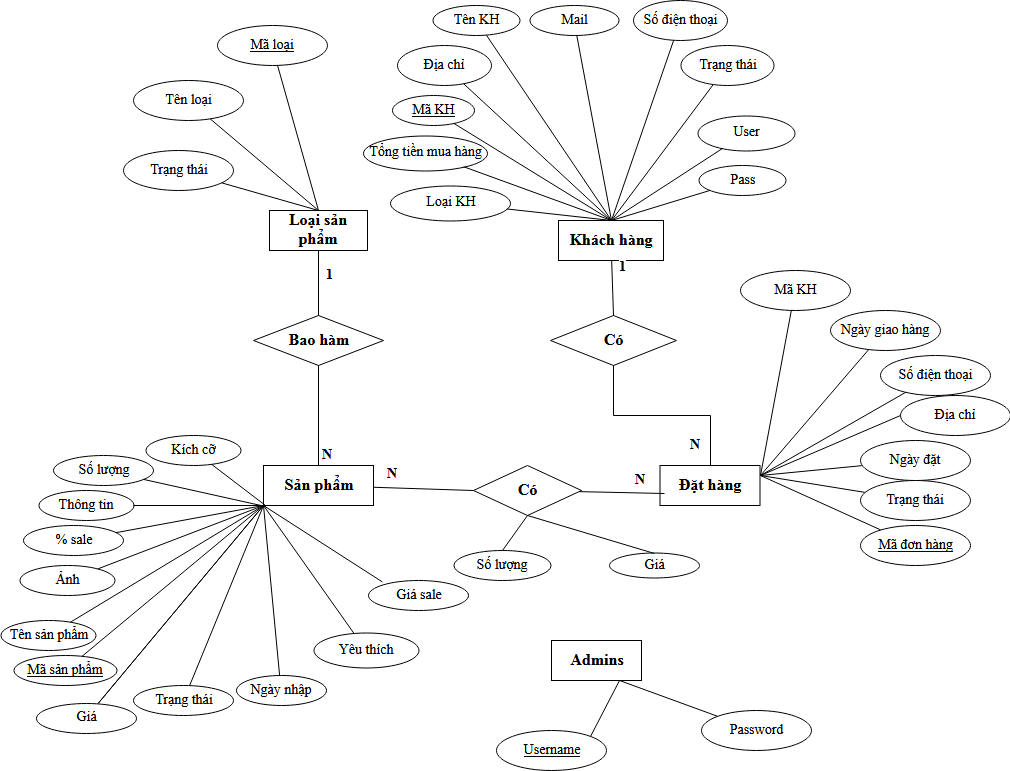 Tên KH
Mail
Số điện thoại
Mã loại
Địa chỉ
Trạng thái
Tên loại
Mã KH
User
Tổng tiền mua hàng
Trạng thái
Pass
Loại KH
Loại sản
phẩm
Khách hàng
1
1
Mã KH
Ngày giao hàng
Bao hàm
Có
Số điện thoại
Địa chỉ
Kích cỡ
N
N
Số lượng
N
N
Ngày đặt
Sản phẩm
Có
Đặt hàng
Thông tin
Trạng thái
% sale
Mã đơn hàng
Ảnh
Số lượng
Giá
Giá sale
Tên sản phẩm
Yêu thích
Mã sản phẩm
Admins
Trạng thái
Ngày nhập
Giá
Username
Password